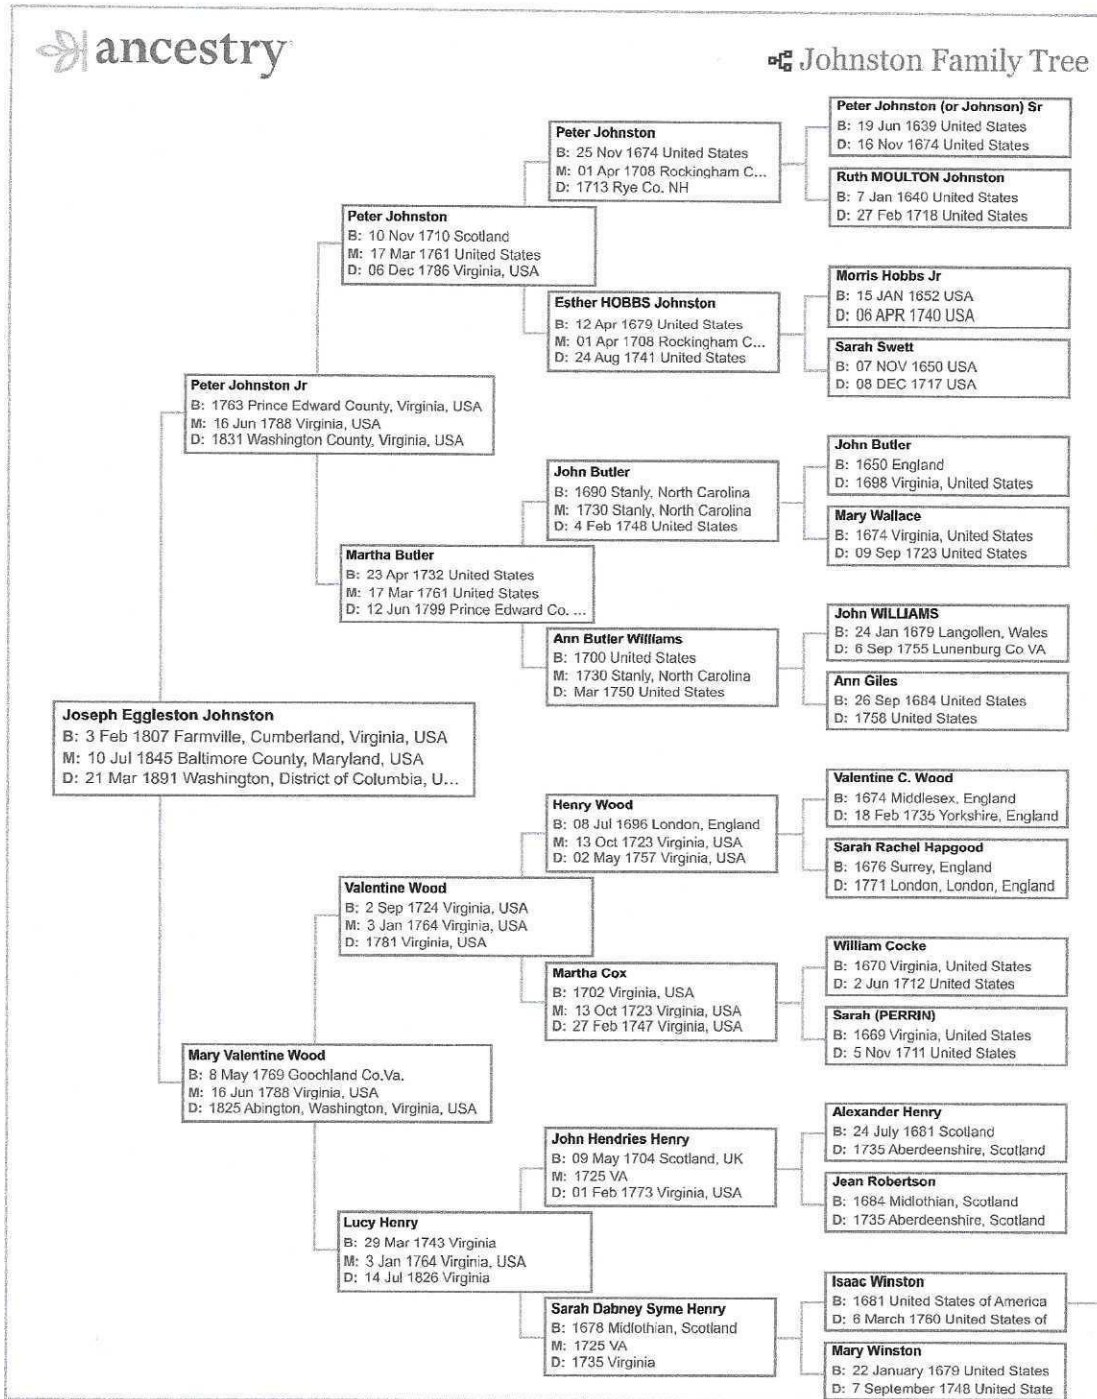 ancestry
Johnston Family Tree
Peter Johnston (or Johnson) Sr
B: 19 Jun 1639 United States
D: 16 Nov 1674 United States
Peter Johnston
B: 25 Nov 1674 United States
M: 01 Apr 1708 Rockingham C...
D: 1713 Rye Co. NH
Ruth MOULTON Johnston
B: 7 Jan 1640 United States
D: 27 Feb 1718 United States
Peter Johnston
B: 10 Nov 1710 Scotland
M: 17 Mar 1761 United States
D: 06 Dec 1786 Virginia, USA
Morris Hobbs Jr
B: 15 JAN 1652 USA
D: 06 APR 1740 USA
Esther HOBBS Johnston
B: 12 Apr 1679 United States
M: 01 Apr 1708 Rockingham C...
D: 24 Aug 1741 United States
Sarah Swett
B: 07 NOV 1650 USA
D: 08 DEC 1717 USA
Peter Johnston Jr
B: 1763 Prince Edward County, Virginia, USA
M: 16 Jun 1788 Virginia, USA
D: 1831 Washington County, Virginia, USA
John Butler
B: 1650 England
D: 1698 Virginia, United States
John Butler
B: 1690 Stanly, North Carolina
M: 1730 Stanly, North Carolina
D: 4 Feb 1748 United States
Mary Wallace
B: 1674 Virginia, United States
D: 09 Sep 1723 United States
Martha Butler
B: 23 Apr 1732 United States
M: 17 Mar 1761 United States
D: 12 Jun 1799 Prince Edward Co. ...
John WILLIAMS
B: 24 Jan 1679 Langollen, Wales
D: 6 Sep 1755 Lunenburg Co VA
Ann Butler Williams
B: 1700 United States
M: 1730 Stanly, North Carolina
D: Mar 1750 United States
Ann Giles
B: 26 Sep 1684 United States
D: 1758 United States
Joseph Eggleston Johnston
B: 3 Feb 1807 Farmville, Cumberland, Virginia, USA
M: 10 Jul 1845 Baltimore County, Maryland, USA
D: 21 Mar 1891 Washington, District of Columbia, U...
Valentine C. Wood
B: 1674 Middlesex, England
D: 18 Feb 1735 Yorkshire, England
Henry Wood
B: 08 Jul 1696 London, England
M: 13 Oct 1723 Virginia, USA
D: 02 May 1757 Virginia, USA
Sarah Rachel Hapgood
B: 1676 Surrey, England
D: 1771 London, London, England
Valentine Wood
B: 2 Sep 1724 Virginia, USA
M: 3 Jan 1764 Virginia, USA
D: 1781 Virginia, USA
William Cocke
B: 1670 Virginia, United States
D: 2 Jun 1712 United States
Martha Cox
B: 1702 Virginia, USA
M: 13 Oct 1723 Virginia, USA
D: 27 Feb 1747 Virginia, USA
Sarah (PERRIN)
B: 1669 Virginia, United States
D: 5 Nov 1711 United States
Mary Valentine Wood
B: 8 May 1769 Goochland Co.Va.
M: 16 Jun 1788 Virginia, USA
D: 1825 Abington, Washington, Virginia, USA
Alexander Henry
B: 24 July 1681 Scotland
D: 1735 Aberdeenshire, Scotland
John Hendries Henry
B: 09 May 1704 Scotland, UK
M: 1725 VA
D: 01 Feb 1773 Virginia, USA
Jean Robertson
B: 1684 Midlothian, Scotland
D: 1735 Aberdeenshire, Scotland
Lucy Henry
B: 29 Mar 1743 Virginia
M: 3 Jan 1764 Virginia, USA
D: 14 Jul 1826 Virginia
Isaac Winston
B: 1681 United States of America
D: 6 March 1760 United States of
Sarah Dabney Syme Henry
B: 1678 Midlothian, Scotland
M: 1725 VA
D: 1735 Virginia
Mary Winston
B: 22 January 1679 United States
D: 7 September 1748 United State